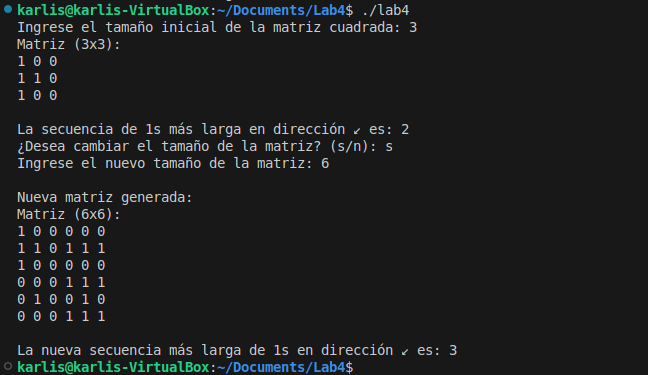 karlis@karlis-VirtualBox:~/Documents/Lab4$ ./lab4
Ingrese el tamaño inicial de la matriz cuadrada: 3
Matriz (3x3):
1 0 0
1 1 0
1 0 0
La secuencia de 1s más larga en dirección ↙ es: 2
¿Desea cambiar el tamaño de la matriz? (s/n): s
Ingrese el nuevo tamaño de la matriz: 6
Nueva matriz generada:
Matriz (6x6):
1 0 0 0 0 0
1 1 0 1 1 1
1 0 0 0 0 0
0 0 0 1 1 1
0 1 0 0 1 0
0 0 0 1 1 1
La nueva secuencia más larga de 1s en dirección ↙ es: 3
karlis@karlis-VirtualBox:~/Documents/Lab4$